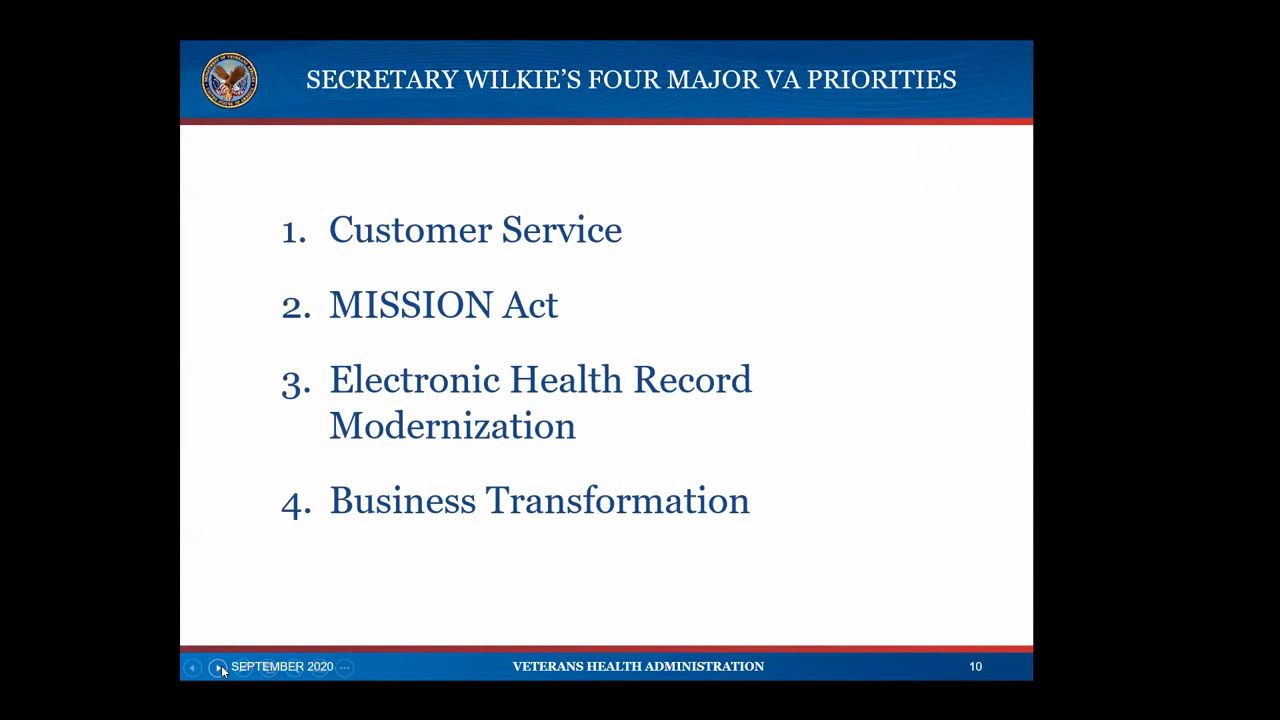 SECRETARY WILKIE’S FOUR MAJOR VA PRIORITIES
1. Customer Service
2. MISSION Act
3. Electronic Health Record
Modernization
4. Business Transformation
SEPTEMBER 2020
VETERANS HEALTH ADMINISTRATION
10